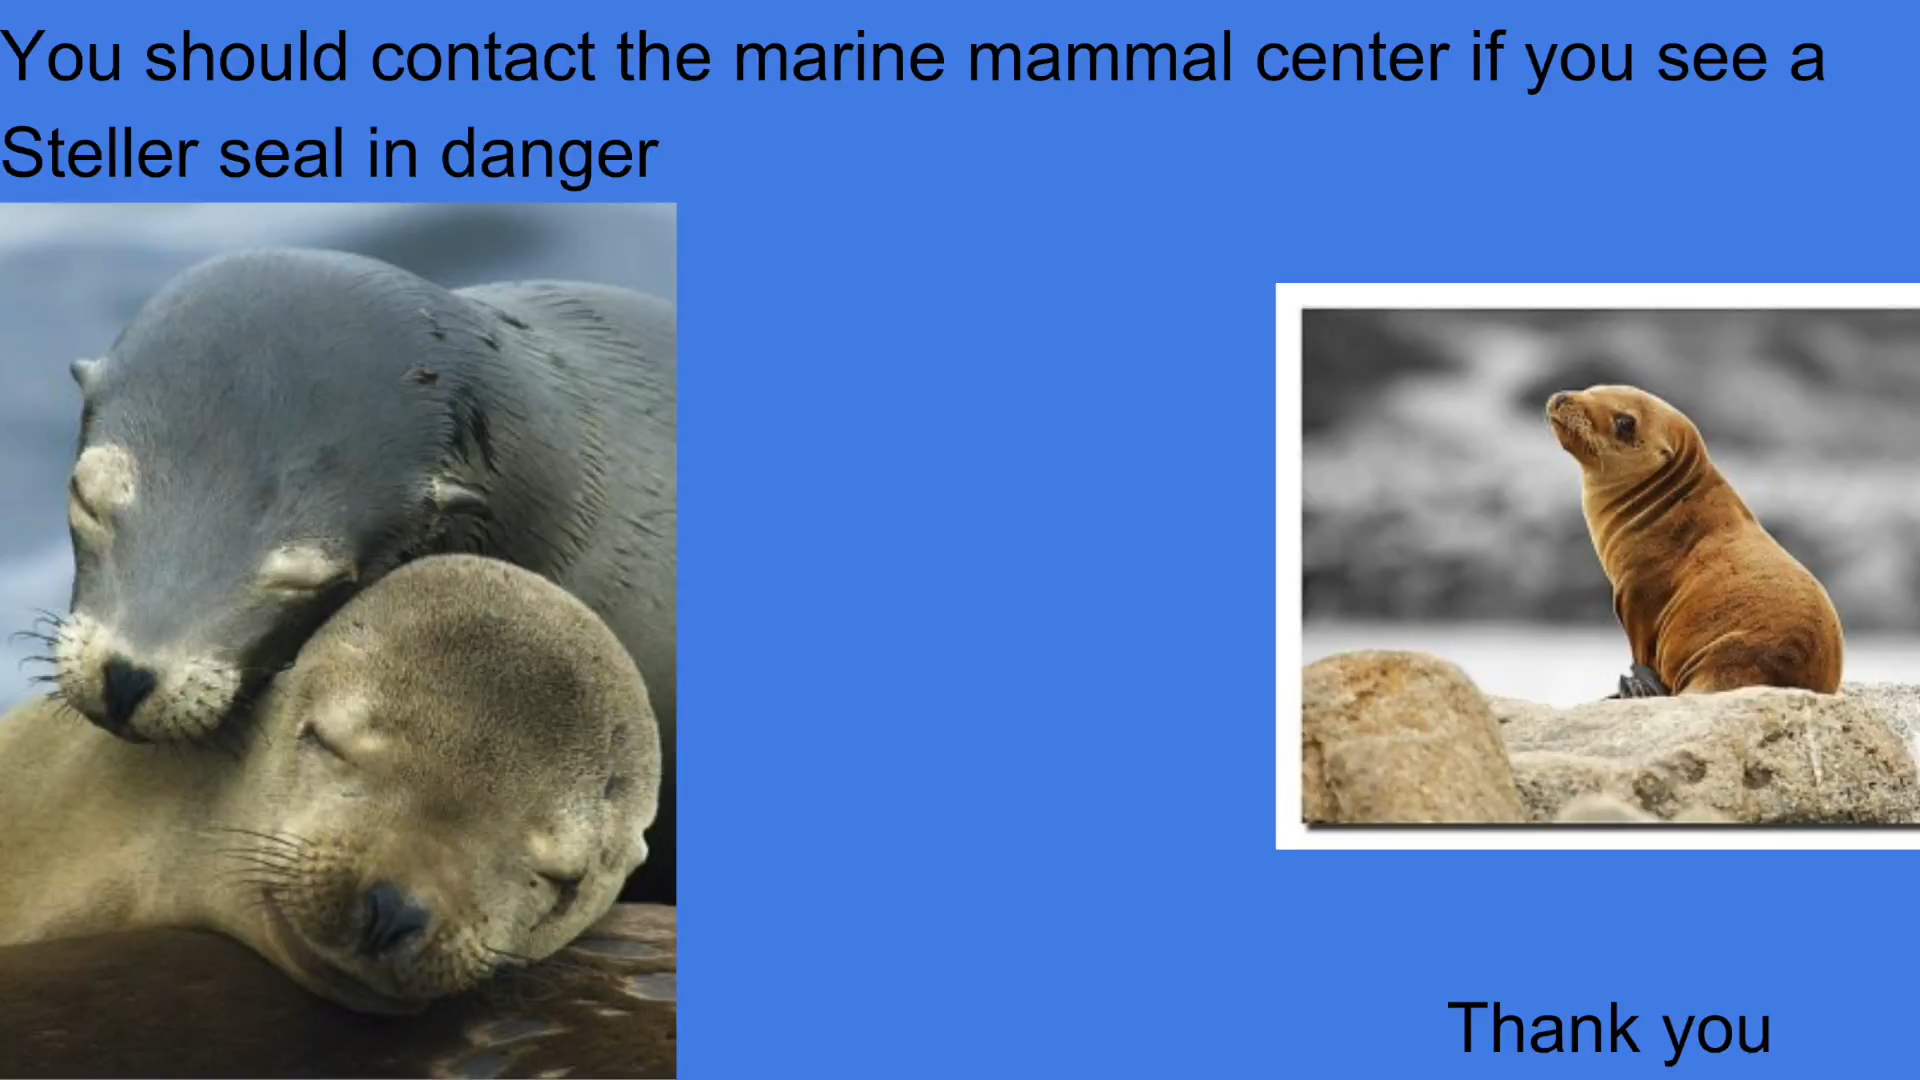 You should contact the marine mammal center if you see a
Steller seal in danger
Thank you